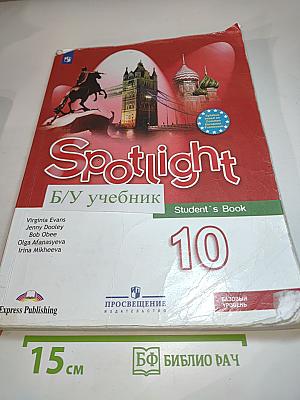 Spotlight
Б/У учебник
Student's Book
10
Virginia Evans
Jenny Dooley
Bob Obee
Olga Afanasyeva
Irina Mikheeva
Express Publishing
ПРОСВЕЩЕНИЕ
ИЗДАТЕЛЬСТВО
БАЗОВЫЙ
УРОВЕНЬ
15 см
БФ БИБЛИО РАЧ